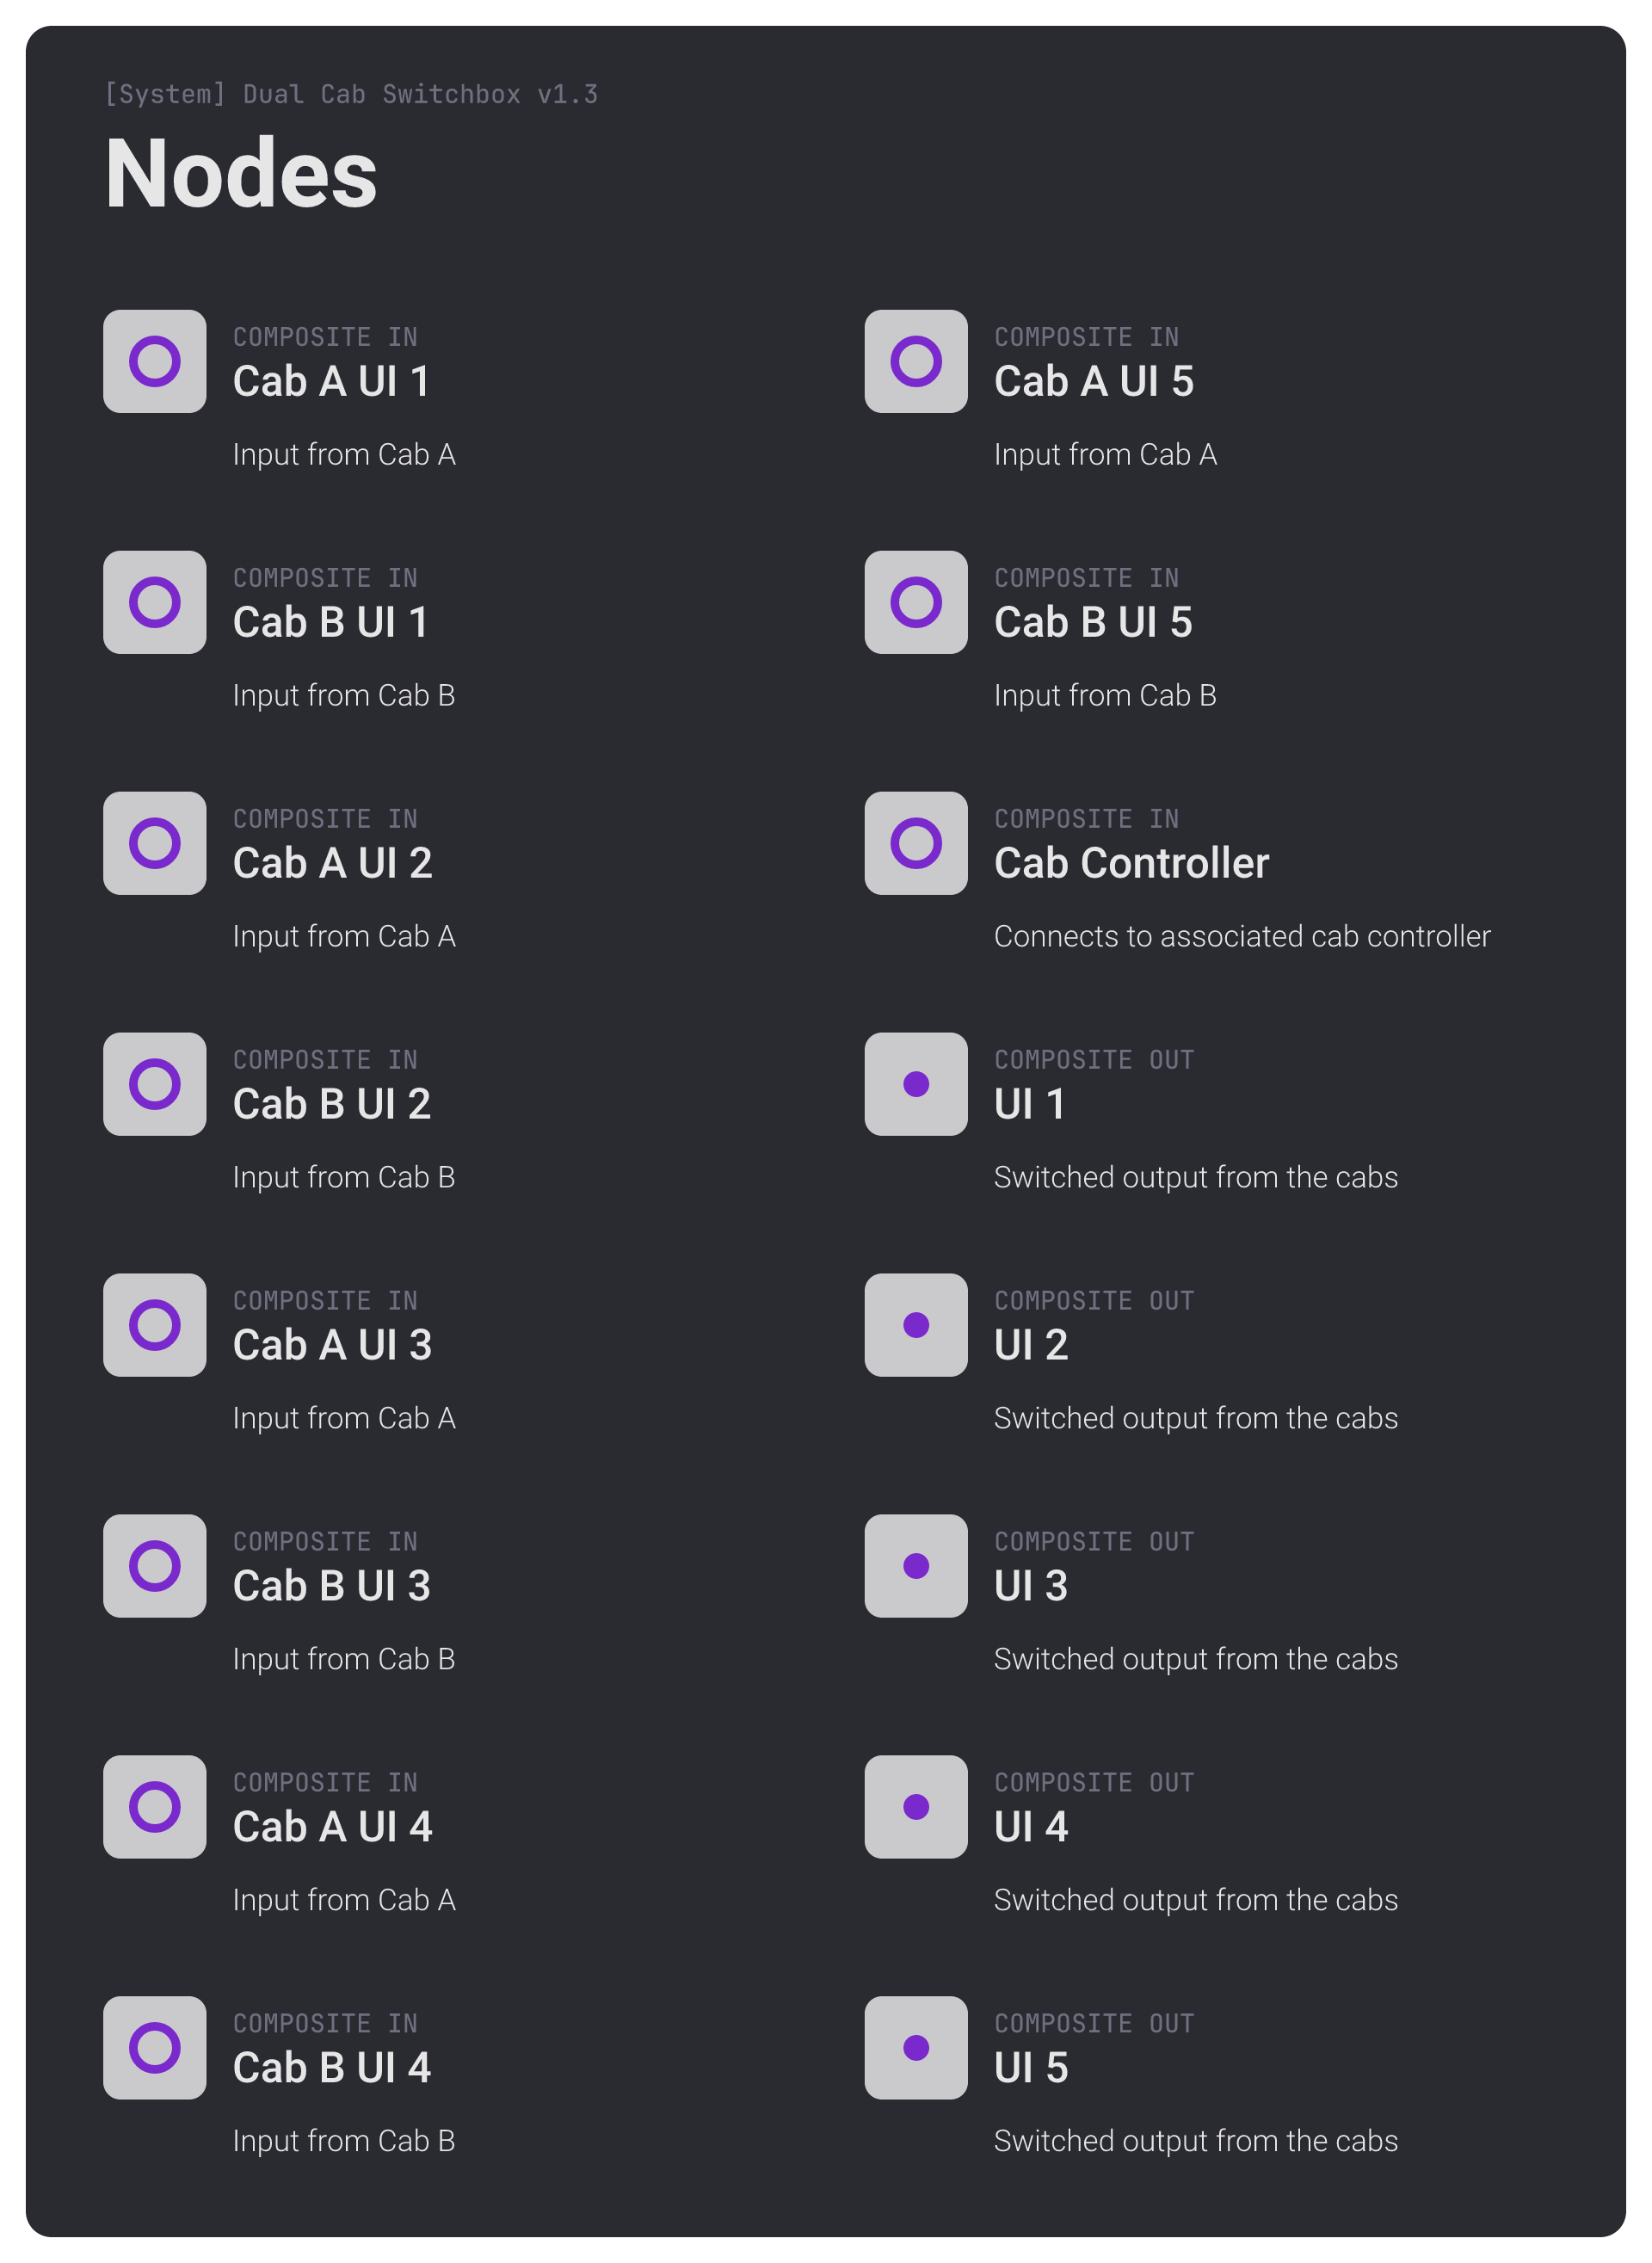 [System] Dual Cab Switchbox v1.3
Nodes
COMPOSITE IN
Cab A UI 1
Input from Cab A
COMPOSITE IN
Cab B UI 1
Input from Cab B
COMPOSITE IN
Cab A UI 2
Input from Cab A
COMPOSITE IN
Cab B UI 2
Input from Cab B
COMPOSITE IN
Cab A UI 3
Input from Cab A
COMPOSITE IN
Cab B UI 3
Input from Cab B
COMPOSITE IN
Cab A UI 4
Input from Cab A
COMPOSITE IN
Cab B UI 4
Input from Cab B
COMPOSITE IN
Cab A UI 5
Input from Cab A
COMPOSITE IN
Cab B UI 5
Input from Cab B
COMPOSITE IN
Cab Controller
Connects to associated cab controller
COMPOSITE OUT
UI 1
Switched output from the cabs
COMPOSITE OUT
UI 2
Switched output from the cabs
COMPOSITE OUT
UI 3
Switched output from the cabs
COMPOSITE OUT
UI 4
Switched output from the cabs
COMPOSITE OUT
UI 5
Switched output from the cabs